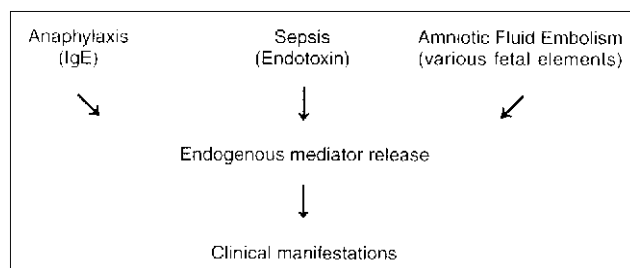 Anaphylaxis
(IgE)
Sepsis
(Endotoxin)
Amniotic Fluid Embolism
(various fetal elements)
Endogenous mediator release
Clinical manifestations